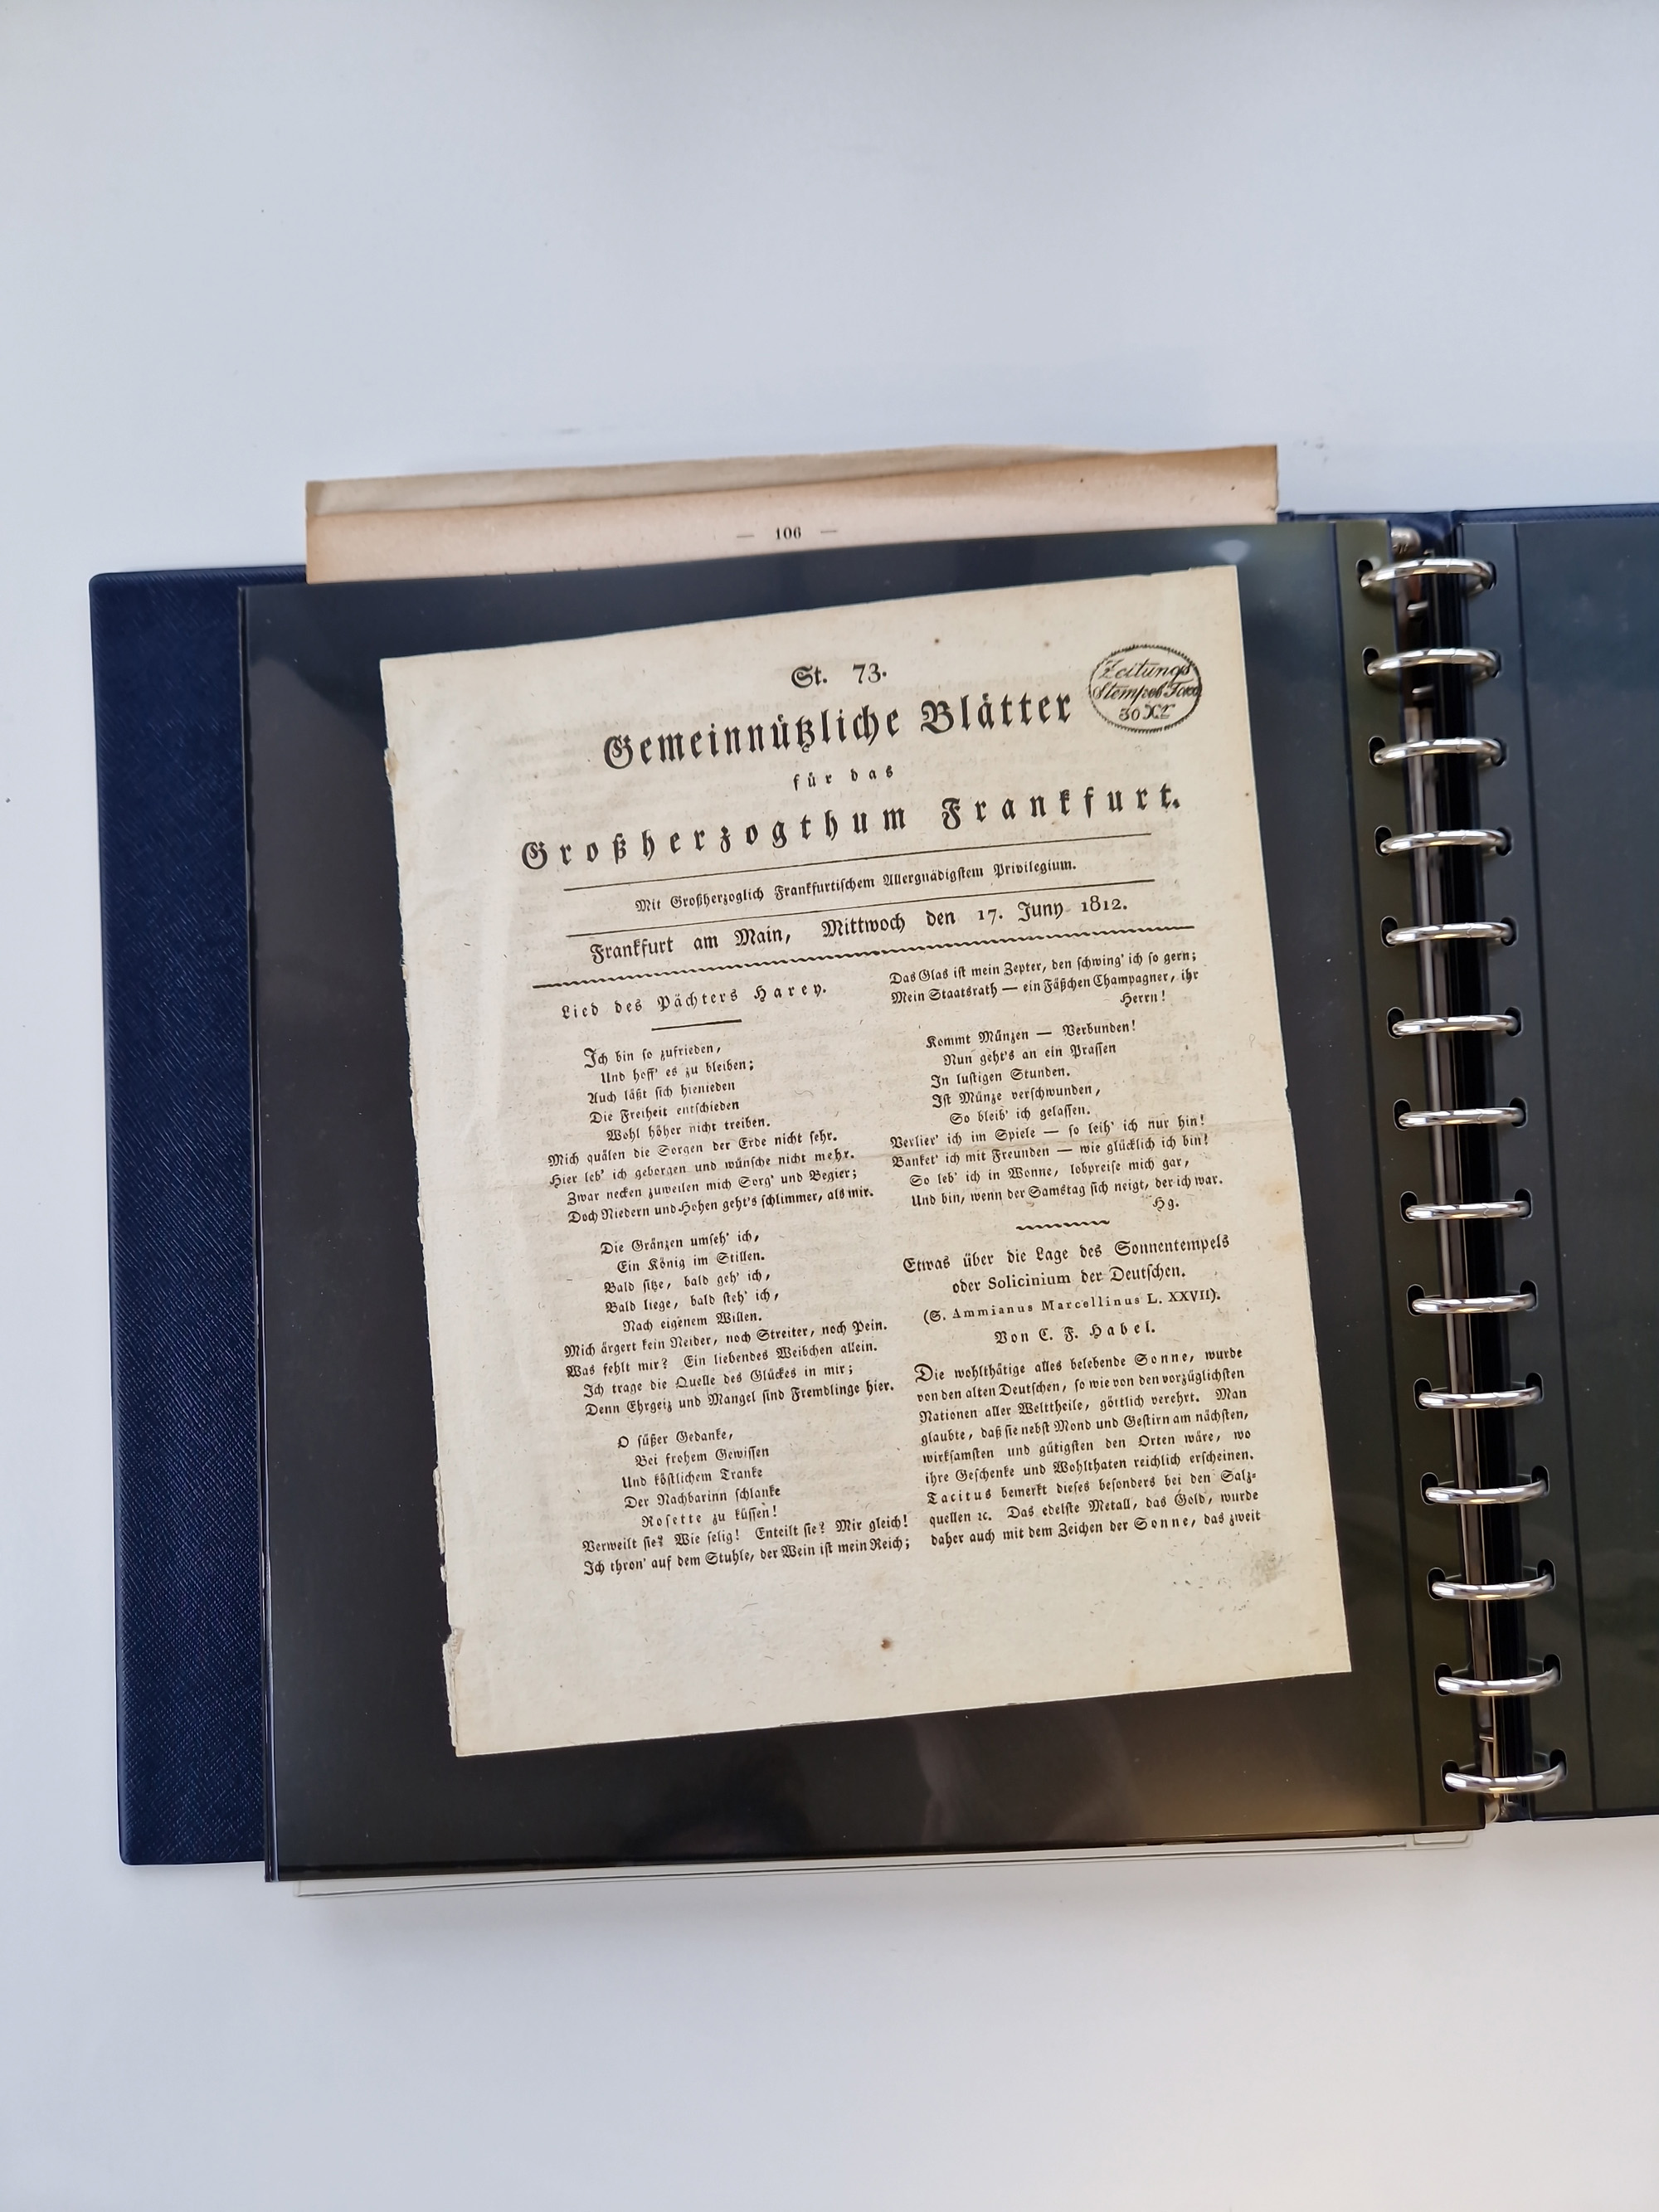 — 106 —
St. 73.
Zeitungs
Stempel Taxe
30 Xr
Gemeinnützliche Blätter
für das
Großherzogthum Frankfurt.
Mit Großherzoglich Frankfurtischem Allergnädigstem Privilegium.
Frankfurt am Main, Mittwoch den 17. Juny 1812.
Lied des Pächters Harey.
Ich bin so zufrieden,
Und hoff' es zu bleiben;
Auch läßt sich hienieden
Die Freiheit entschieden
Wohl höher nicht treiben.
Mich quälen die Sorgen der Erde nicht sehr.
Hier leb' ich geborgen und wünsche nicht mehr.
Zwar necken zuweilen mich Sorg' und Begier;
Doch Niedern und Hohen geht's schlimmer, als mir.
Die Gränzen umseh' ich,
Ein König im Stillen.
Bald sitze, bald geh' ich,
Bald liege, bald steh' ich,
Nach eigenem Willen.
Mich ärgert kein Neider, noch Streiter, noch Pein.
Was fehlt mir? Ein liebendes Weibchen allein.
Ich trage die Quelle des Glückes in mir;
Denn Ehrgeiz und Mangel sind Fremdlinge hier.
O süßer Gedanke,
Bei frohem Gewissen
Und köstlichem Tranke
Der Nachbarinn schlanke
Rosette zu küssen!
Verweilt sie? Wie selig! Enteilt sie? Mir gleich!
Ich thron' auf dem Stuhle, der Wein ist mein Reich;
Das Glas ist mein Zepter, den schwing' ich so gern;
Mein Staatsrath — ein Fäßchen Champagner, ihr
Herrn!
Kommt Münzen — Verbunden!
Nun geht's an ein Prassen
In lustigen Stunden.
Ist Münze verschwunden,
So bleib' ich gelassen.
Verlier' ich im Spiele — so leih' ich nur hin!
Banket' ich mit Freunden — wie glücklich ich bin!
So leb' ich in Wonne, lobpreise mich gar,
Und bin, wenn der Samstag sich neigt, der ich war.
Hg.
Etwas über die Lage des Sonnentempels
oder Solicinium der Deutschen.
(S. Ammianus Marcellinus L. XXVII).
Von C. F. Habel.
Die wohlthätige alles belebende Sonne, wurde
von den alten Deutschen, so wie von den vorzüglichsten
Nationen aller Welttheile, göttlich verehrt. Man
glaubte, daß sie nebst Mond und Gestirn am nächsten,
wirksamsten und gütigsten den Orten wäre, wo
ihre Geschenke und Wohlthaten reichlich erscheinen.
Tacitus bemerkt dieses besonders bei den Salz-
quellen ꝛc. Das edelste Metall, das Gold, wurde
daher auch mit dem Zeichen der Sonne, das zweit